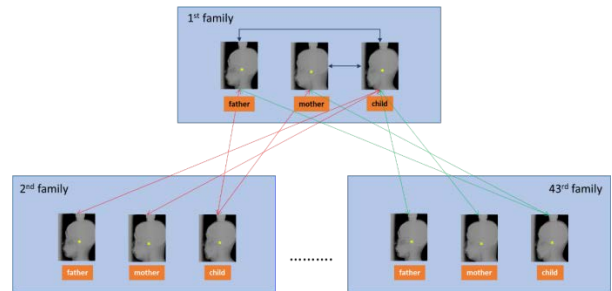 1st family
father
mother
child
2nd family
43rd family
father
mother
child
..........
father
mother
child